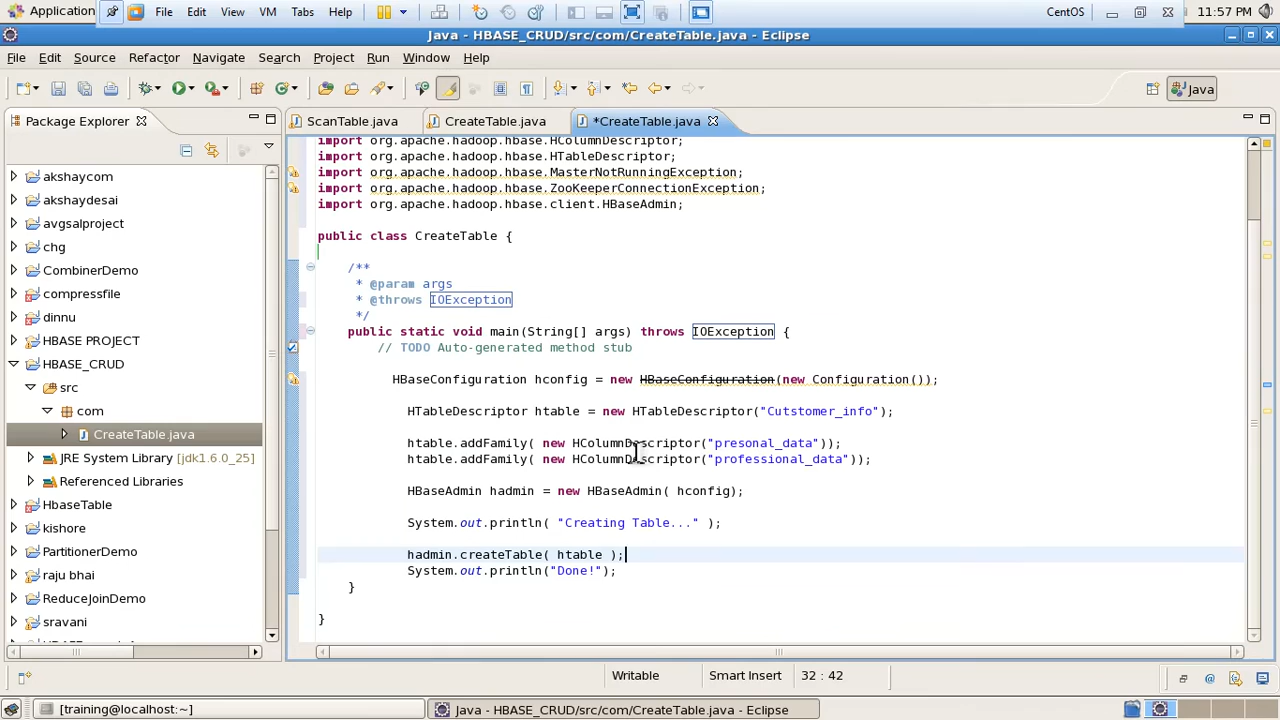 Application
File Edit View VM Tabs Help
CentOS
11:57 PM
Java - HBASE_CRUD/src/com/CreateTable.java - Eclipse
File Edit Source Refactor Navigate Search Project Run Window Help
Java
Package Explorer
ScanTable.java
CreateTable.java
*CreateTable.java
akshaycom
akshaydesai
avgsalproject
chg
CombinerDemo
compressfile
dinnu
HBASE PROJECT
HBASE_CRUD
src
com
CreateTable.java
JRE System Library [jdk1.6.0_25]
Referenced Libraries
HbaseTable
kishore
PartitionerDemo
raju bhai
ReduceJoinDemo
sravani
import org.apache.hadoop.hbase.HColumnDescriptor;
import org.apache.hadoop.hbase.HTableDescriptor;
import org.apache.hadoop.hbase.MasterNotRunningException;
import org.apache.hadoop.hbase.ZooKeeperConnectionException;
import org.apache.hadoop.hbase.client.HBaseAdmin;
public class CreateTable {
/**
* @param args
* @throws IOException
*/
public static void main(String[] args) throws IOException {
// TODO Auto-generated method stub
HBaseConfiguration hconfig = new HBaseConfiguration(new Configuration());
HTableDescriptor htable = new HTableDescriptor("Cutstomer_info");
htable.addFamily( new HColumnDescriptor("presonal_data"));
htable.addFamily( new HColumnDescriptor("professional_data"));
HBaseAdmin hadmin = new HBaseAdmin( hconfig);
System.out.println( "Creating Table..." );
hadmin.createTable( htable );
System.out.println("Done!");
}
}
Writable
Smart Insert
32 : 42
[training@localhost:~]
Java - HBASE_CRUD/src/com/CreateTable.java - Eclipse